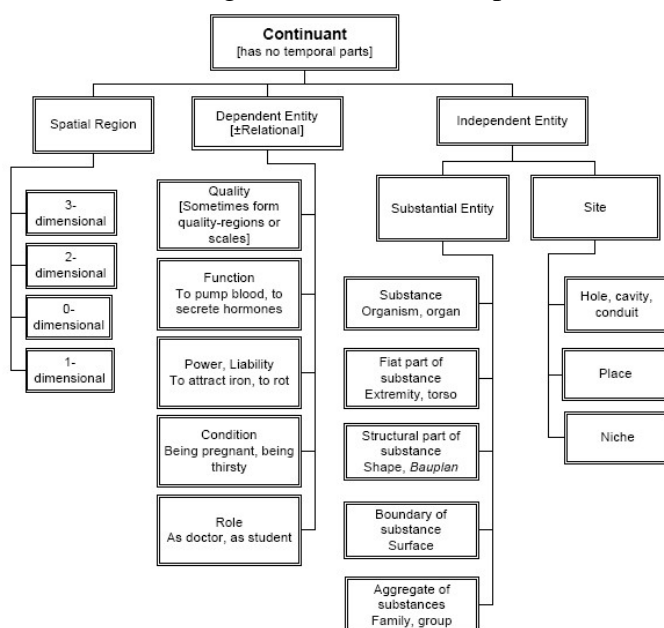 Continuant
[has no temporal parts]
Spatial Region
Dependent Entity
[±Relational]
Independent Entity
3-
dimensional
2-
dimensional
0-
dimensional
1-
dimensional
Quality
[Sometimes form
quality-regions or
scales]
Function
To pump blood, to
secrete hormones
Power, Liability
To attract iron, to rot
Condition
Being pregnant, being
thirsty
Role
As doctor, as student
Substantial Entity
Site
Substance
Organism, organ
Fiat part of
substance
Extremity, torso
Structural part of
substance
Shape, Bauplan
Boundary of
substance
Surface
Aggregate of
substances
Family, group
Hole, cavity,
conduit
Place
Niche